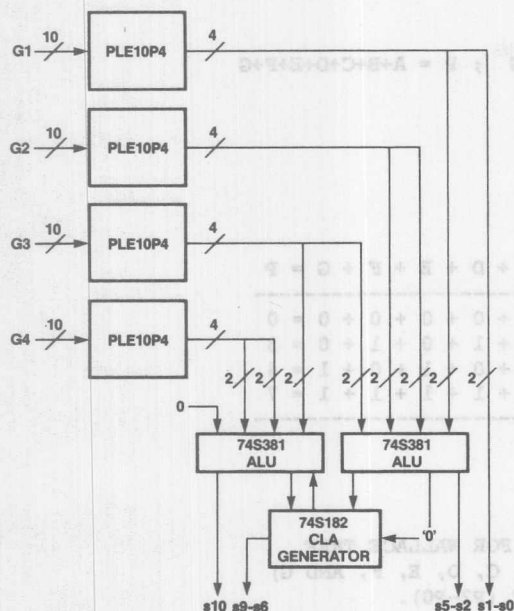 10
4
G1
PLE10P4
10
4
G2
PLE10P4
10
4
G3
PLE10P4
10
4
G4
PLE10P4
2 2 2 2 2 2 2 2
0
74S381
ALU
74S381
ALU
74S182
CLA
GENERATOR
'0'
s10 s9-s6 s5-s2 s1-s0